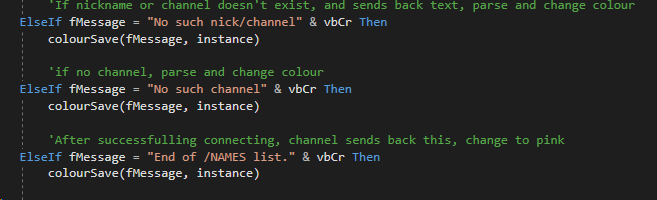 'If nickname or channel doesn't exist, and sends back text, parse and change colour
ElseIf fMessage = "No such nick/channel" & vbCr Then
colourSave(fMessage, instance)
'if no channel, parse and change colour
ElseIf fMessage = "No such channel" & vbCr Then
colourSave(fMessage, instance)
'After successfulling connecting, channel sends back this, change to pink
ElseIf fMessage = "End of /NAMES list." & vbCr Then
colourSave(fMessage, instance)